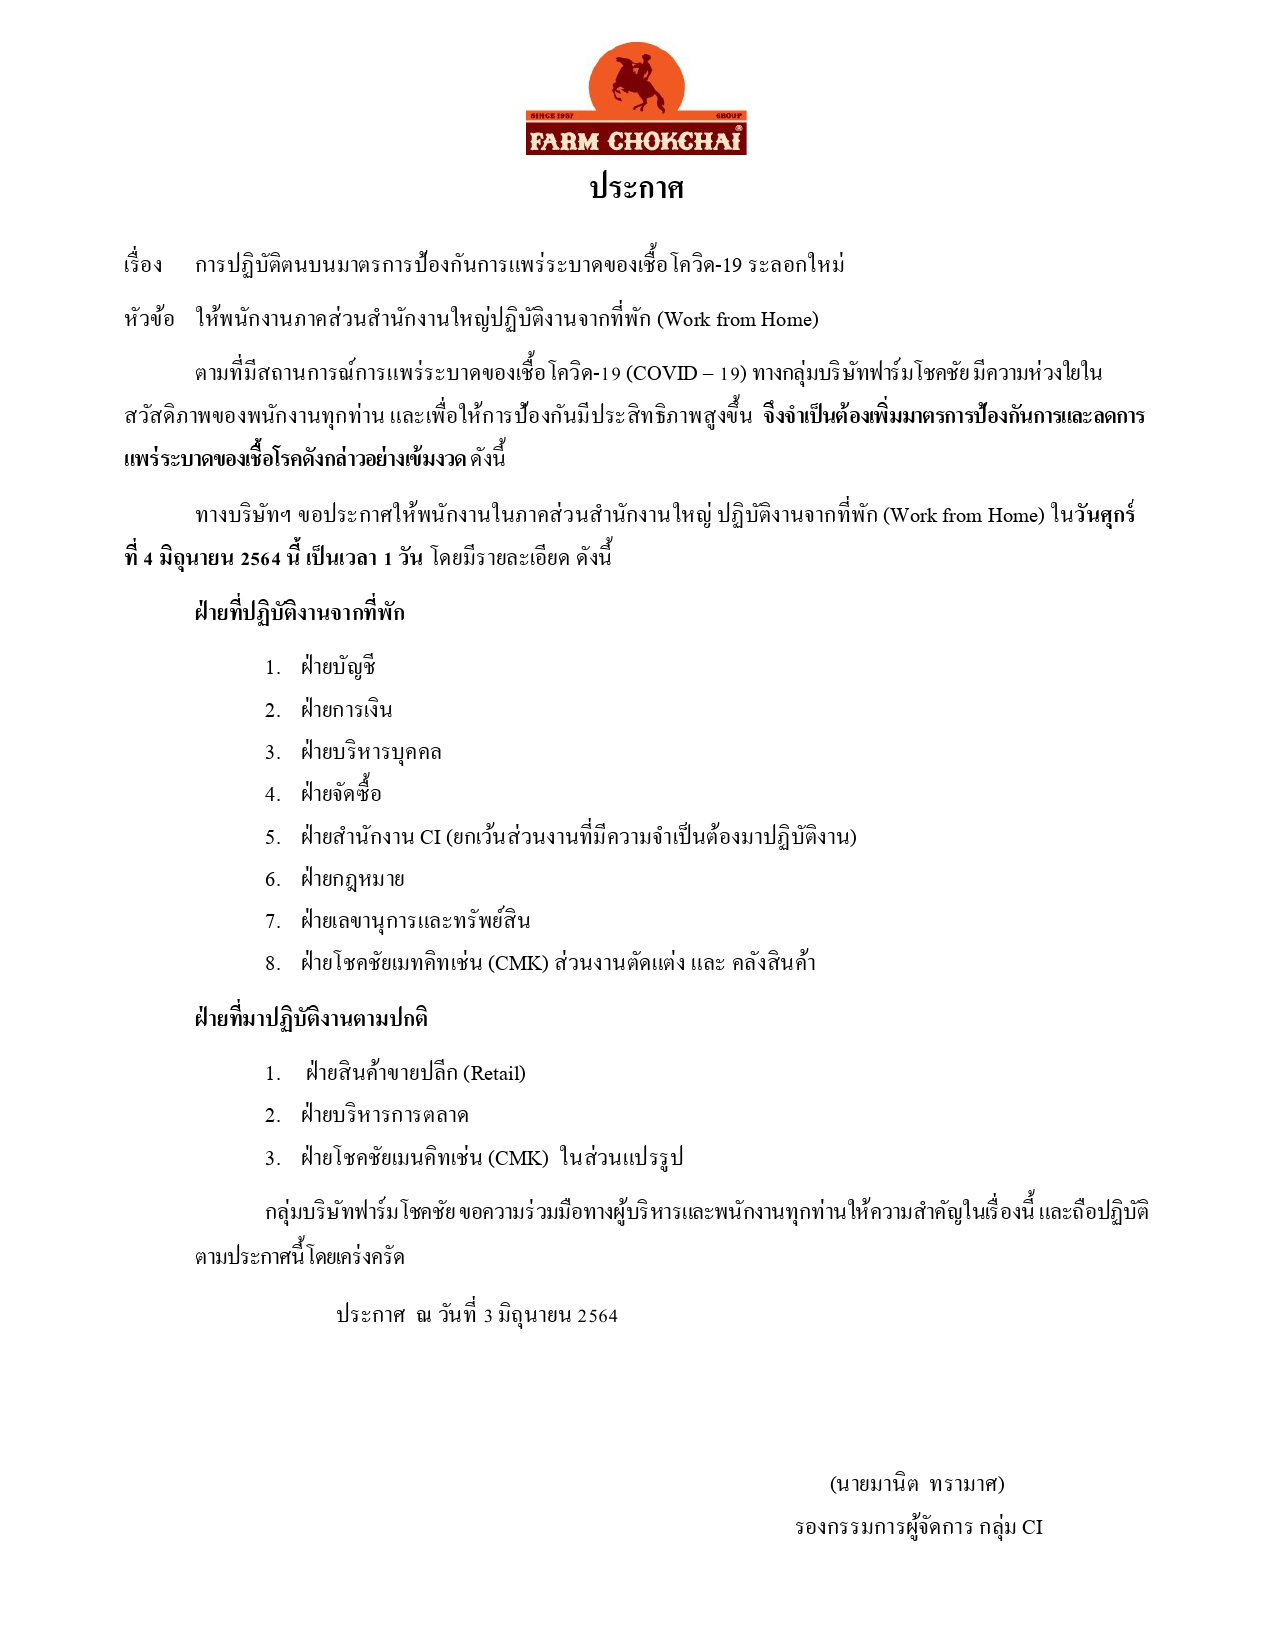 SINCE 1957 GROUP
FARM CHOKCHAI®
ประกาศ
เรื่อง การปฏิบัติตนบนมาตรการป้องกันการแพร่ระบาดของเชื้อโควิด-19 ระลอกใหม่
หัวข้อ ให้พนักงานภาคส่วนสำนักงานใหญ่ปฏิบัติงานจากที่พัก (Work from Home)
ตามที่มีสถานการณ์การแพร่ระบาดของเชื้อโควิด-19 (COVID – 19) ทางกลุ่มบริษัทฟาร์มโชคชัย มีความห่วงใยใน
สวัสดิภาพของพนักงานทุกท่าน และเพื่อให้การป้องกันมีประสิทธิภาพสูงขึ้น จึงจำเป็นต้องเพิ่มมาตรการป้องกันการและลดการ
แพร่ระบาดของเชื้อโรคดังกล่าวอย่างเข้มงวด ดังนี้
ทางบริษัทฯ ขอประกาศให้พนักงานในภาคส่วนสำนักงานใหญ่ ปฏิบัติงานจากที่พัก (Work from Home) ในวันศุกร์
ที่ 4 มิถุนายน 2564 นี้ เป็นเวลา 1 วัน โดยมีรายละเอียด ดังนี้
ฝ่ายที่ปฏิบัติงานจากที่พัก
1. ฝ่ายบัญชี
2. ฝ่ายการเงิน
3. ฝ่ายบริหารบุคคล
4. ฝ่ายจัดซื้อ
5. ฝ่ายสำนักงาน CI (ยกเว้นส่วนงานที่มีความจำเป็นต้องมาปฏิบัติงาน)
6. ฝ่ายกฎหมาย
7. ฝ่ายเลขานุการและทรัพย์สิน
8. ฝ่ายโชคชัยเมทคิทเช่น (CMK) ส่วนงานตัดแต่ง และ คลังสินค้า
ฝ่ายที่มาปฏิบัติงานตามปกติ
1. ฝ่ายสินค้าขายปลีก (Retail)
2. ฝ่ายบริหารการตลาด
3. ฝ่ายโชคชัยเมนคิทเช่น (CMK) ในส่วนแปรรูป
กลุ่มบริษัทฟาร์มโชคชัย ขอความร่วมมือทางผู้บริหารและพนักงานทุกท่านให้ความสำคัญในเรื่องนี้ และถือปฏิบัติ
ตามประกาศนี้โดยเคร่งครัด
ประกาศ ณ วันที่ 3 มิถุนายน 2564
(นายมานิต ทรามาศ)
รองกรรมการผู้จัดการ กลุ่ม CI